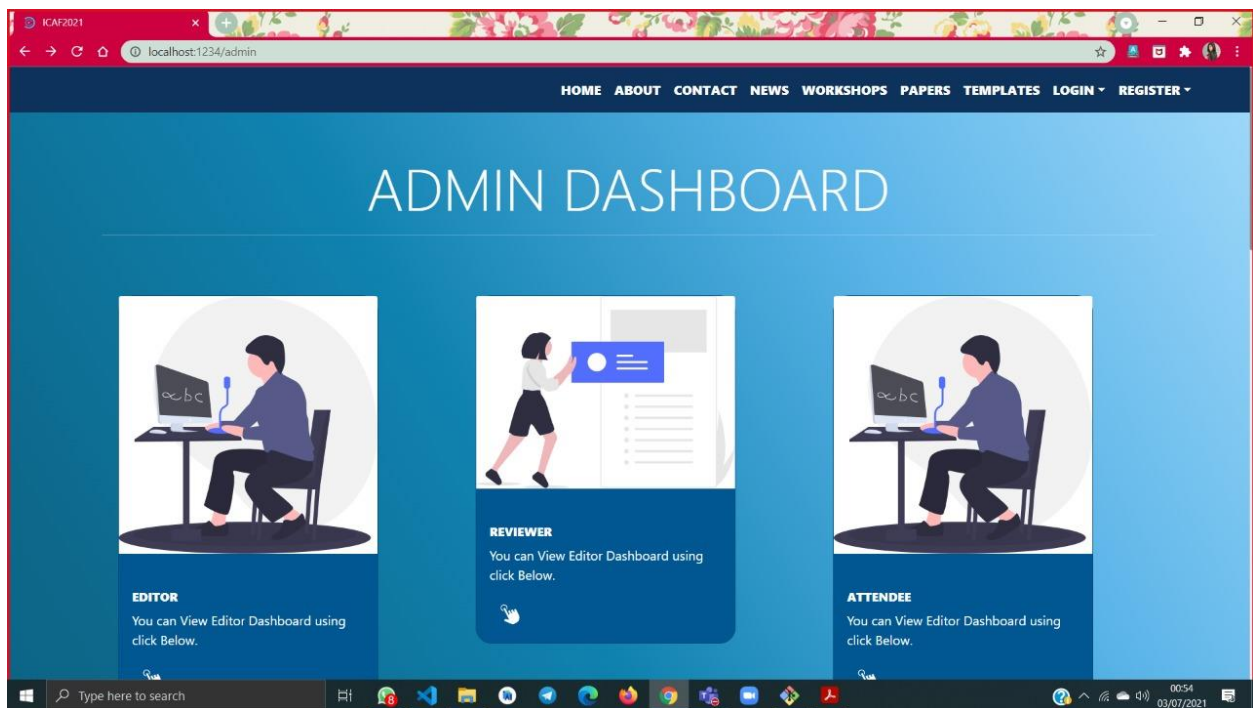 ICAF2021
localhost:1234/admin
HOME ABOUT CONTACT NEWS WORKSHOPS PAPERS TEMPLATES LOGIN REGISTER
ADMIN DASHBOARD
abc
EDITOR
You can View Editor Dashboard using
click Below.
REVIEWER
You can View Editor Dashboard using
click Below.
abc
ATTENDEE
You can View Editor Dashboard using
click Below.
Type here to search
8
00:54
03/07/2021